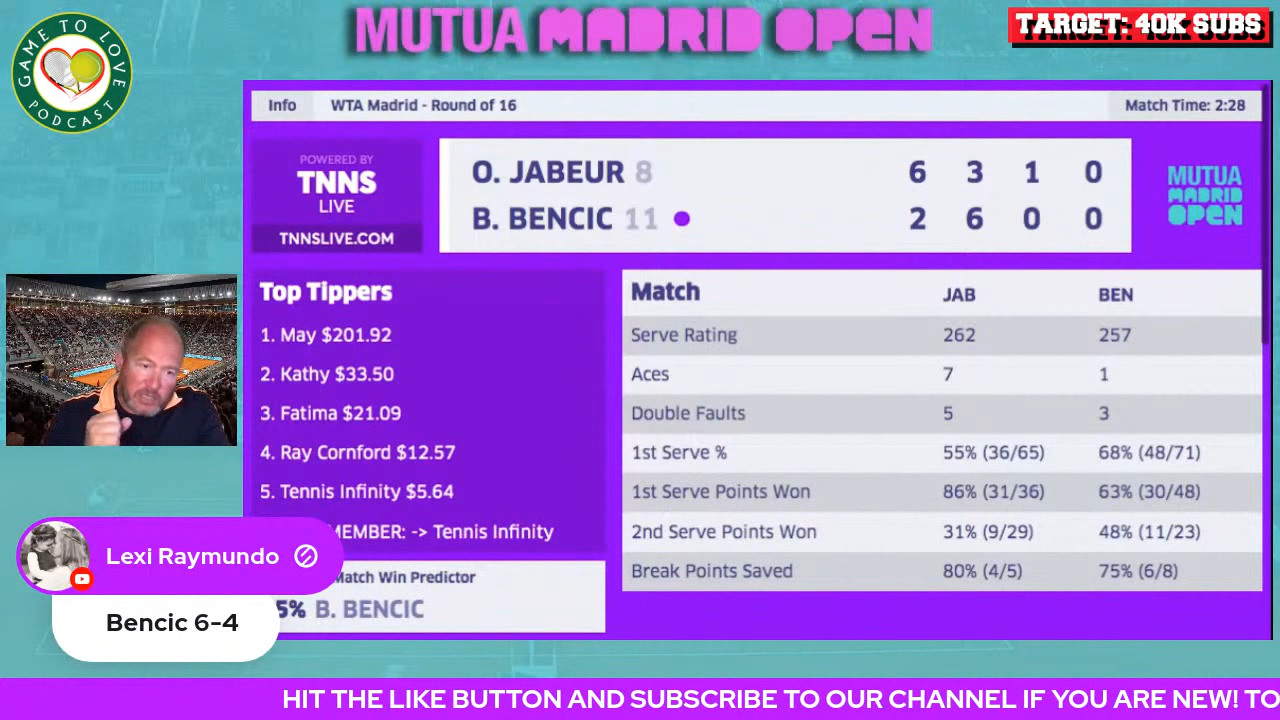 GAME TO LOVE
PODCAST
MUTUA MADRID OPEN
TARGET: 40K SUBS
Info WTA Madrid - Round of 16 Match Time: 2:28
POWERED BY
TNNS
LIVE
TNNSLIVE.COM
O. JABEUR 8 6 3 1 0
B. BENCIC 11 2 6 0 0
MUTUA
MADRID
OPEN
Top Tippers
1. May $201.92
2. Kathy $33.50
3. Fatima $21.09
4. Ray Cornford $12.57
5. Tennis Infinity $5.64
MEMBER: -> Tennis Infinity
Match Win Predictor
5% B. BENCIC
Match JAB BEN
Serve Rating 262 257
Aces 7 1
Double Faults 5 3
1st Serve % 55% (36/65) 68% (48/71)
1st Serve Points Won 86% (31/36) 63% (30/48)
2nd Serve Points Won 31% (9/29) 48% (11/23)
Break Points Saved 80% (4/5) 75% (6/8)
Lexi Raymundo
Bencic 6-4
HIT THE LIKE BUTTON AND SUBSCRIBE TO OUR CHANNEL IF YOU ARE NEW! TO